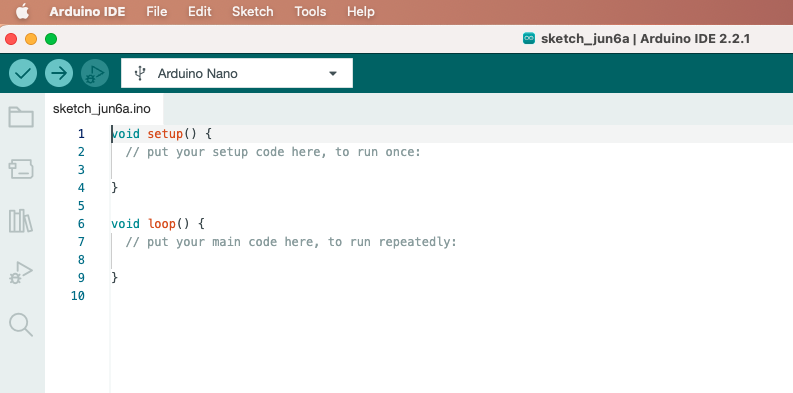 Arduino IDE File Edit Sketch Tools Help
sketch_jun6a | Arduino IDE 2.2.1
Arduino Nano
sketch_jun6a.ino
1 void setup() {
2 // put your setup code here, to run once:
3
4 }
5
6 void loop() {
7 // put your main code here, to run repeatedly:
8
9 }
10